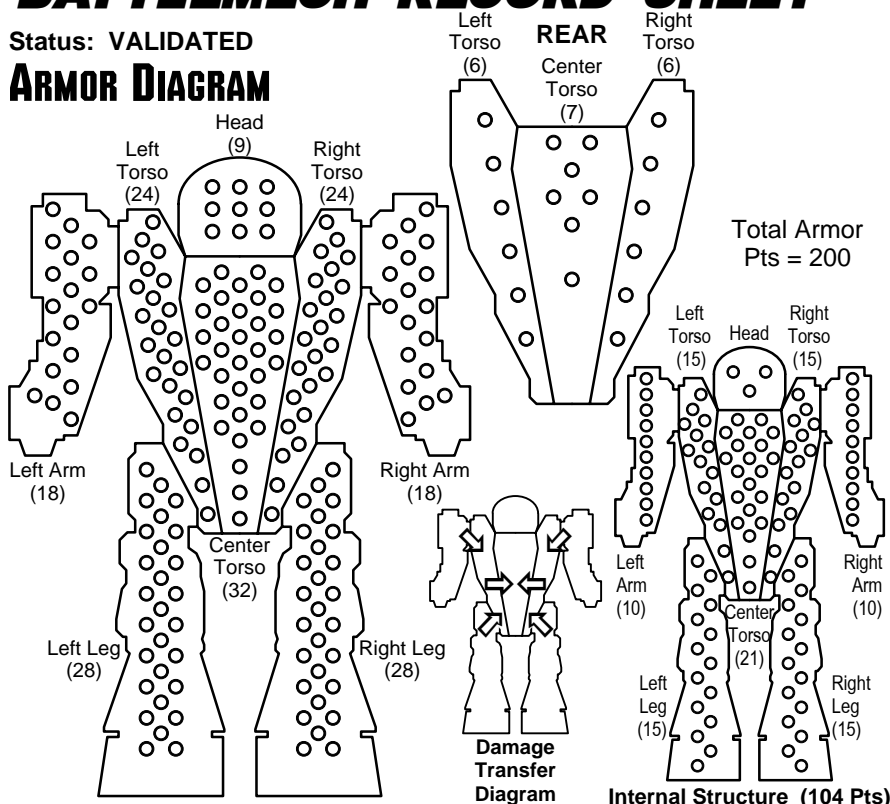 BATTLEMECH RECORD SHEET
Status: VALIDATED
ARMOR DIAGRAM
Head
(9)
Left
Torso
(24)
Right
Torso
(24)
Left Arm
(18)
Right Arm
(18)
Center
Torso
(32)
Left Leg
(28)
Right Leg
(28)
REAR
Left
Torso
(6)
Center
Torso
(7)
Right
Torso
(6)
Total Armor
Pts = 200
Left
Torso
(15)
Head
Right
Torso
(15)
Left
Arm
(10)
Right
Arm
(10)
Center
Torso
(21)
Left
Leg
(15)
Right
Leg
(15)
Damage
Transfer
Diagram
Internal Structure (104 Pts)